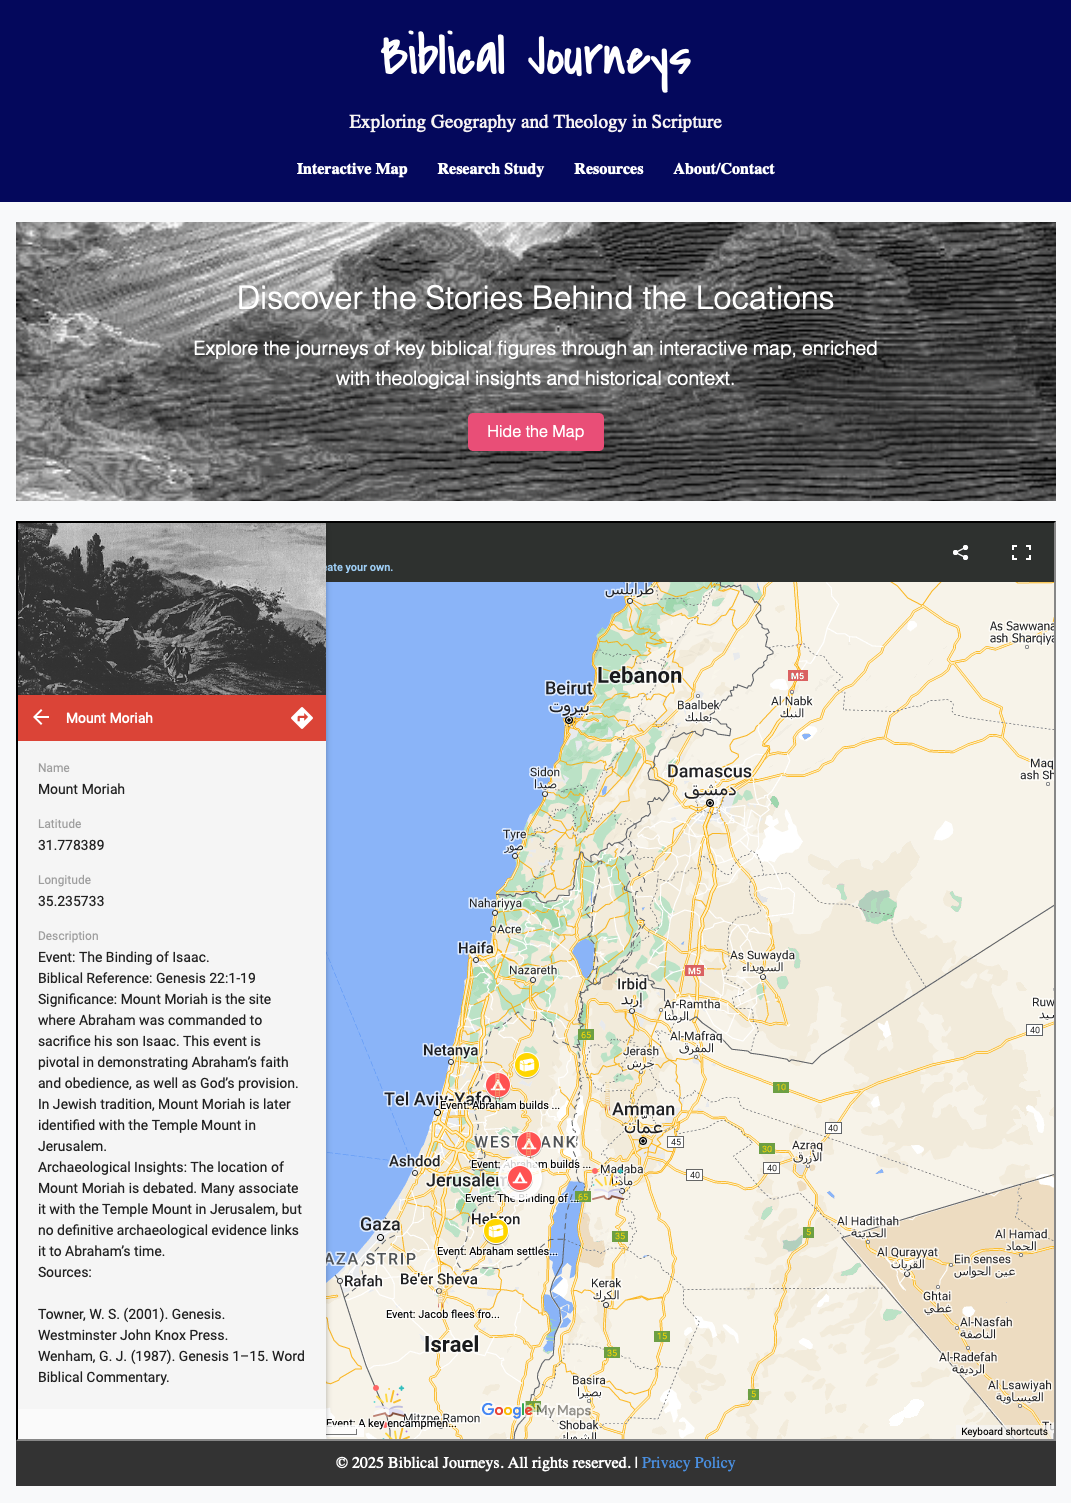 Biblical Journeys
Exploring Geography and Theology in Scripture
Interactive Map
Research Study
Resources
About/Contact
Discover the Stories Behind the Locations
Explore the journeys of key biblical figures through an interactive map, enriched
with theological insights and historical context.
Hide the Map
eate your own.
Mount Moriah
Name
Mount Moriah
Latitude
31.778389
Longitude
35.235733
Description
Event: The Binding of Isaac.
Biblical Reference: Genesis 22:1-19
Significance: Mount Moriah is the site
where Abraham was commanded to
sacrifice his son Isaac. This event is
pivotal in demonstrating Abraham’s faith
and obedience, as well as God’s provision.
In Jewish tradition, Mount Moriah is later
identified with the Temple Mount in
Jerusalem.
Archaeological Insights: The location of
Mount Moriah is debated. Many associate
it with the Temple Mount in Jerusalem, but
no definitive archaeological evidence links
it to Abraham’s time.
Sources:
Towner, W. S. (2001). Genesis.
Westminster John Knox Press.
Wenham, G. J. (1987). Genesis 1–15. Word
Biblical Commentary.
طرابلس
As Sawwana
ash Sharqiya
Lebanon
M5
Beirut
بيروت
Baalbek
بعلبك
Al Nabk
النبك
Sidon
صيدا
Damascus
دمشق
Maq
ash Sh
Tyre
صور
Nahariyya
Acre
Haifa
Nazareth
As Suwayda
السويداء
M5
Irbid
إربد
Ar-Ramtha
الرمثا
Ruw
40
65
Al-Mafraq
المفرق
Netanya
Jerash
جرش
10
Tel Aviv-Yafo
Event: Abraham builds ...
Amman
عمّان
40
WEST BANK
45
30
Azraq
الأزرق
Ashdod
Event: Abraham builds ...
Madaba
مادبا
40
40
Jerusalem
Event: The Binding of ...
65
Gaza
Hebron
Al Hadithah
الحديثة
35
5
Al Hamad
الحماد
Event: Abraham settles...
Al Qurayyat
القريات
Ein senses
عين الحواس
AZA STRIP
Rafah
Be'er Sheva
Kerak
الكرك
Ghtai
غطي
Event: Jacob flees fro...
Al-Nasfah
الناصفة
Israel
15
35
Al-Radefah
الرديفة
Basira
بصيرا
5
Al Lsawiyah
العيساوية
Google My Maps
Mitzpe Ramon
Event: A key encampmen...
Shobak
الشوبك
Keyboard shortcuts
© 2025 Biblical Journeys. All rights reserved. | Privacy Policy